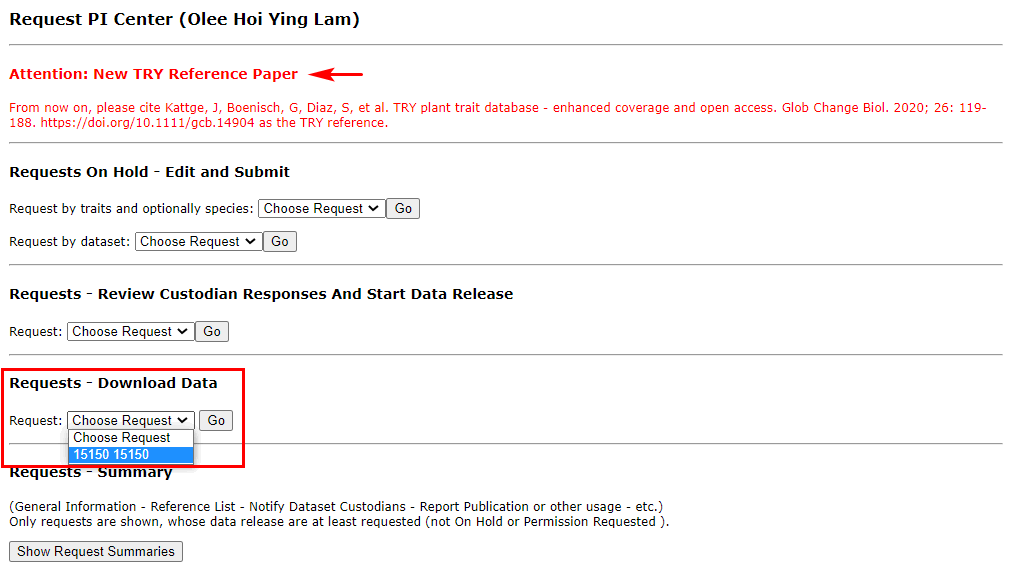 Request PI Center (Olee Hoi Ying Lam)
Attention: New TRY Reference Paper
From now on, please cite Kattge, J, Boenisch, G, Diaz, S, et al. TRY plant trait database - enhanced coverage and open access. Glob Change Biol. 2020; 26: 119-
188. https://doi.org/10.1111/gcb.14904 as the TRY reference.
Requests On Hold - Edit and Submit
Request by traits and optionally species: Choose Request Go
Request by dataset: Choose Request Go
Requests - Review Custodian Responses And Start Data Release
Request: Choose Request Go
Requests - Download Data
Request: Choose Request Go
Choose Request
15150 15150
Requests - Summary
(General Information - Reference List - Notify Dataset Custodians - Report Publication or other usage - etc.)
Only requests are shown, whose data release are at least requested (not On Hold or Permission Requested ).
Show Request Summaries